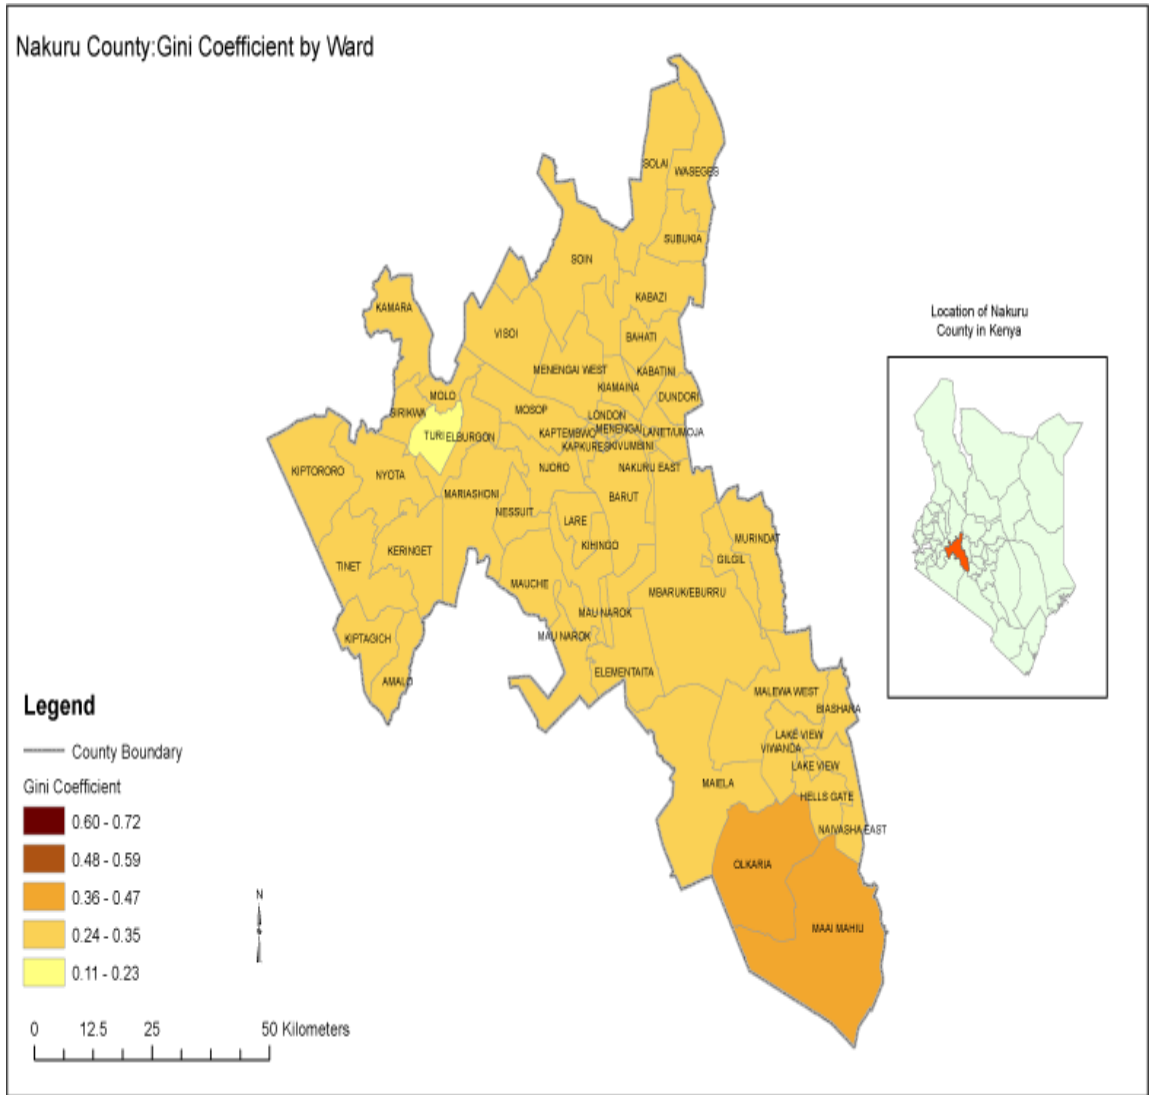 Nakuru County:Gini Coefficient by Ward
SOLAI
WASEGES
SUBUKIA
SOIN
KABAZI
KAMARA
Location of Nakuru
County in Kenya
VISOI
BAHATI
MENENGAI WEST
KABATINI
KIAMAINA
MOLO
DUNDORI
SIRIKWA
MOSOP
LONDON
MENENGAI
TURI
ELBURGON
KAPTEMBWO
LANET/UMOJA
KAPKURES
KIVUMBINI
KIPTORORO
NYOTA
NJORO
NAKURU EAST
MARIASHONI
BARUT
NESSUIT
LARE
KERINGET
KIHINGO
MURINDAT
GILGIL
TINET
MAUCHE
MBARUK/EBURRU
MAU NAROK
KIPTAGICH
MAU NAROK
ELEMENTAITA
AMALO
MALEWA WEST
BIASHARA
LAKE VIEW
VIWANDA
LAKE VIEW
MAIELA
HELLS GATE
NAIVASHA EAST
OLKARIA
MAAI MAHIU
Legend
County Boundary
Gini Coefficient
0.60 - 0.72
0.48 - 0.59
0.36 - 0.47
0.24 - 0.35
0.11 - 0.23
N
0 12.5 25 50 Kilometers